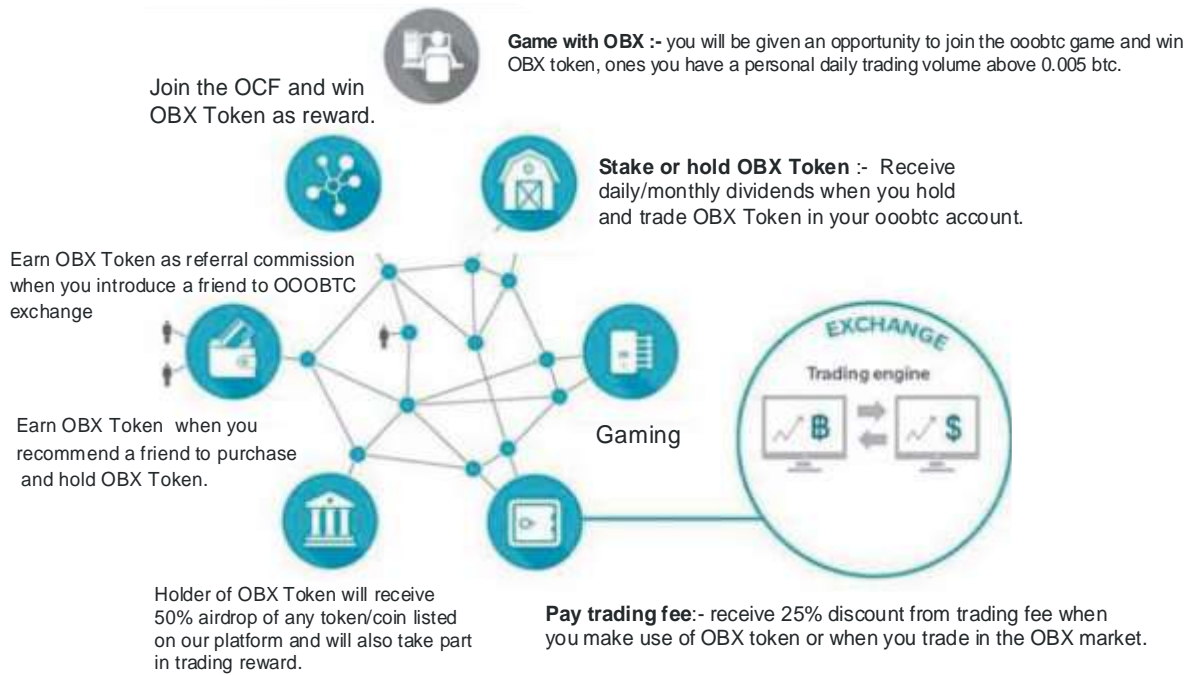 Game with OBX :- you will be given an opportunity to join the ooobtc game and win
OBX token, ones you have a personal daily trading volume above 0.005 btc.
Join the OCF and win
OBX Token as reward.
Stake or hold OBX Token :- Receive
daily/monthly dividends when you hold
and trade OBX Token in your ooobtc account.
Earn OBX Token as referral commission
when you introduce a friend to OOOBTC
exchange
EXCHANGE
Trading engine
B $
Earn OBX Token when you
recommend a friend to purchase
and hold OBX Token.
Gaming
Holder of OBX Token will receive
50% airdrop of any token/coin listed
on our platform and will also take part
in trading reward.
Pay trading fee:- receive 25% discount from trading fee when
you make use of OBX token or when you trade in the OBX market.